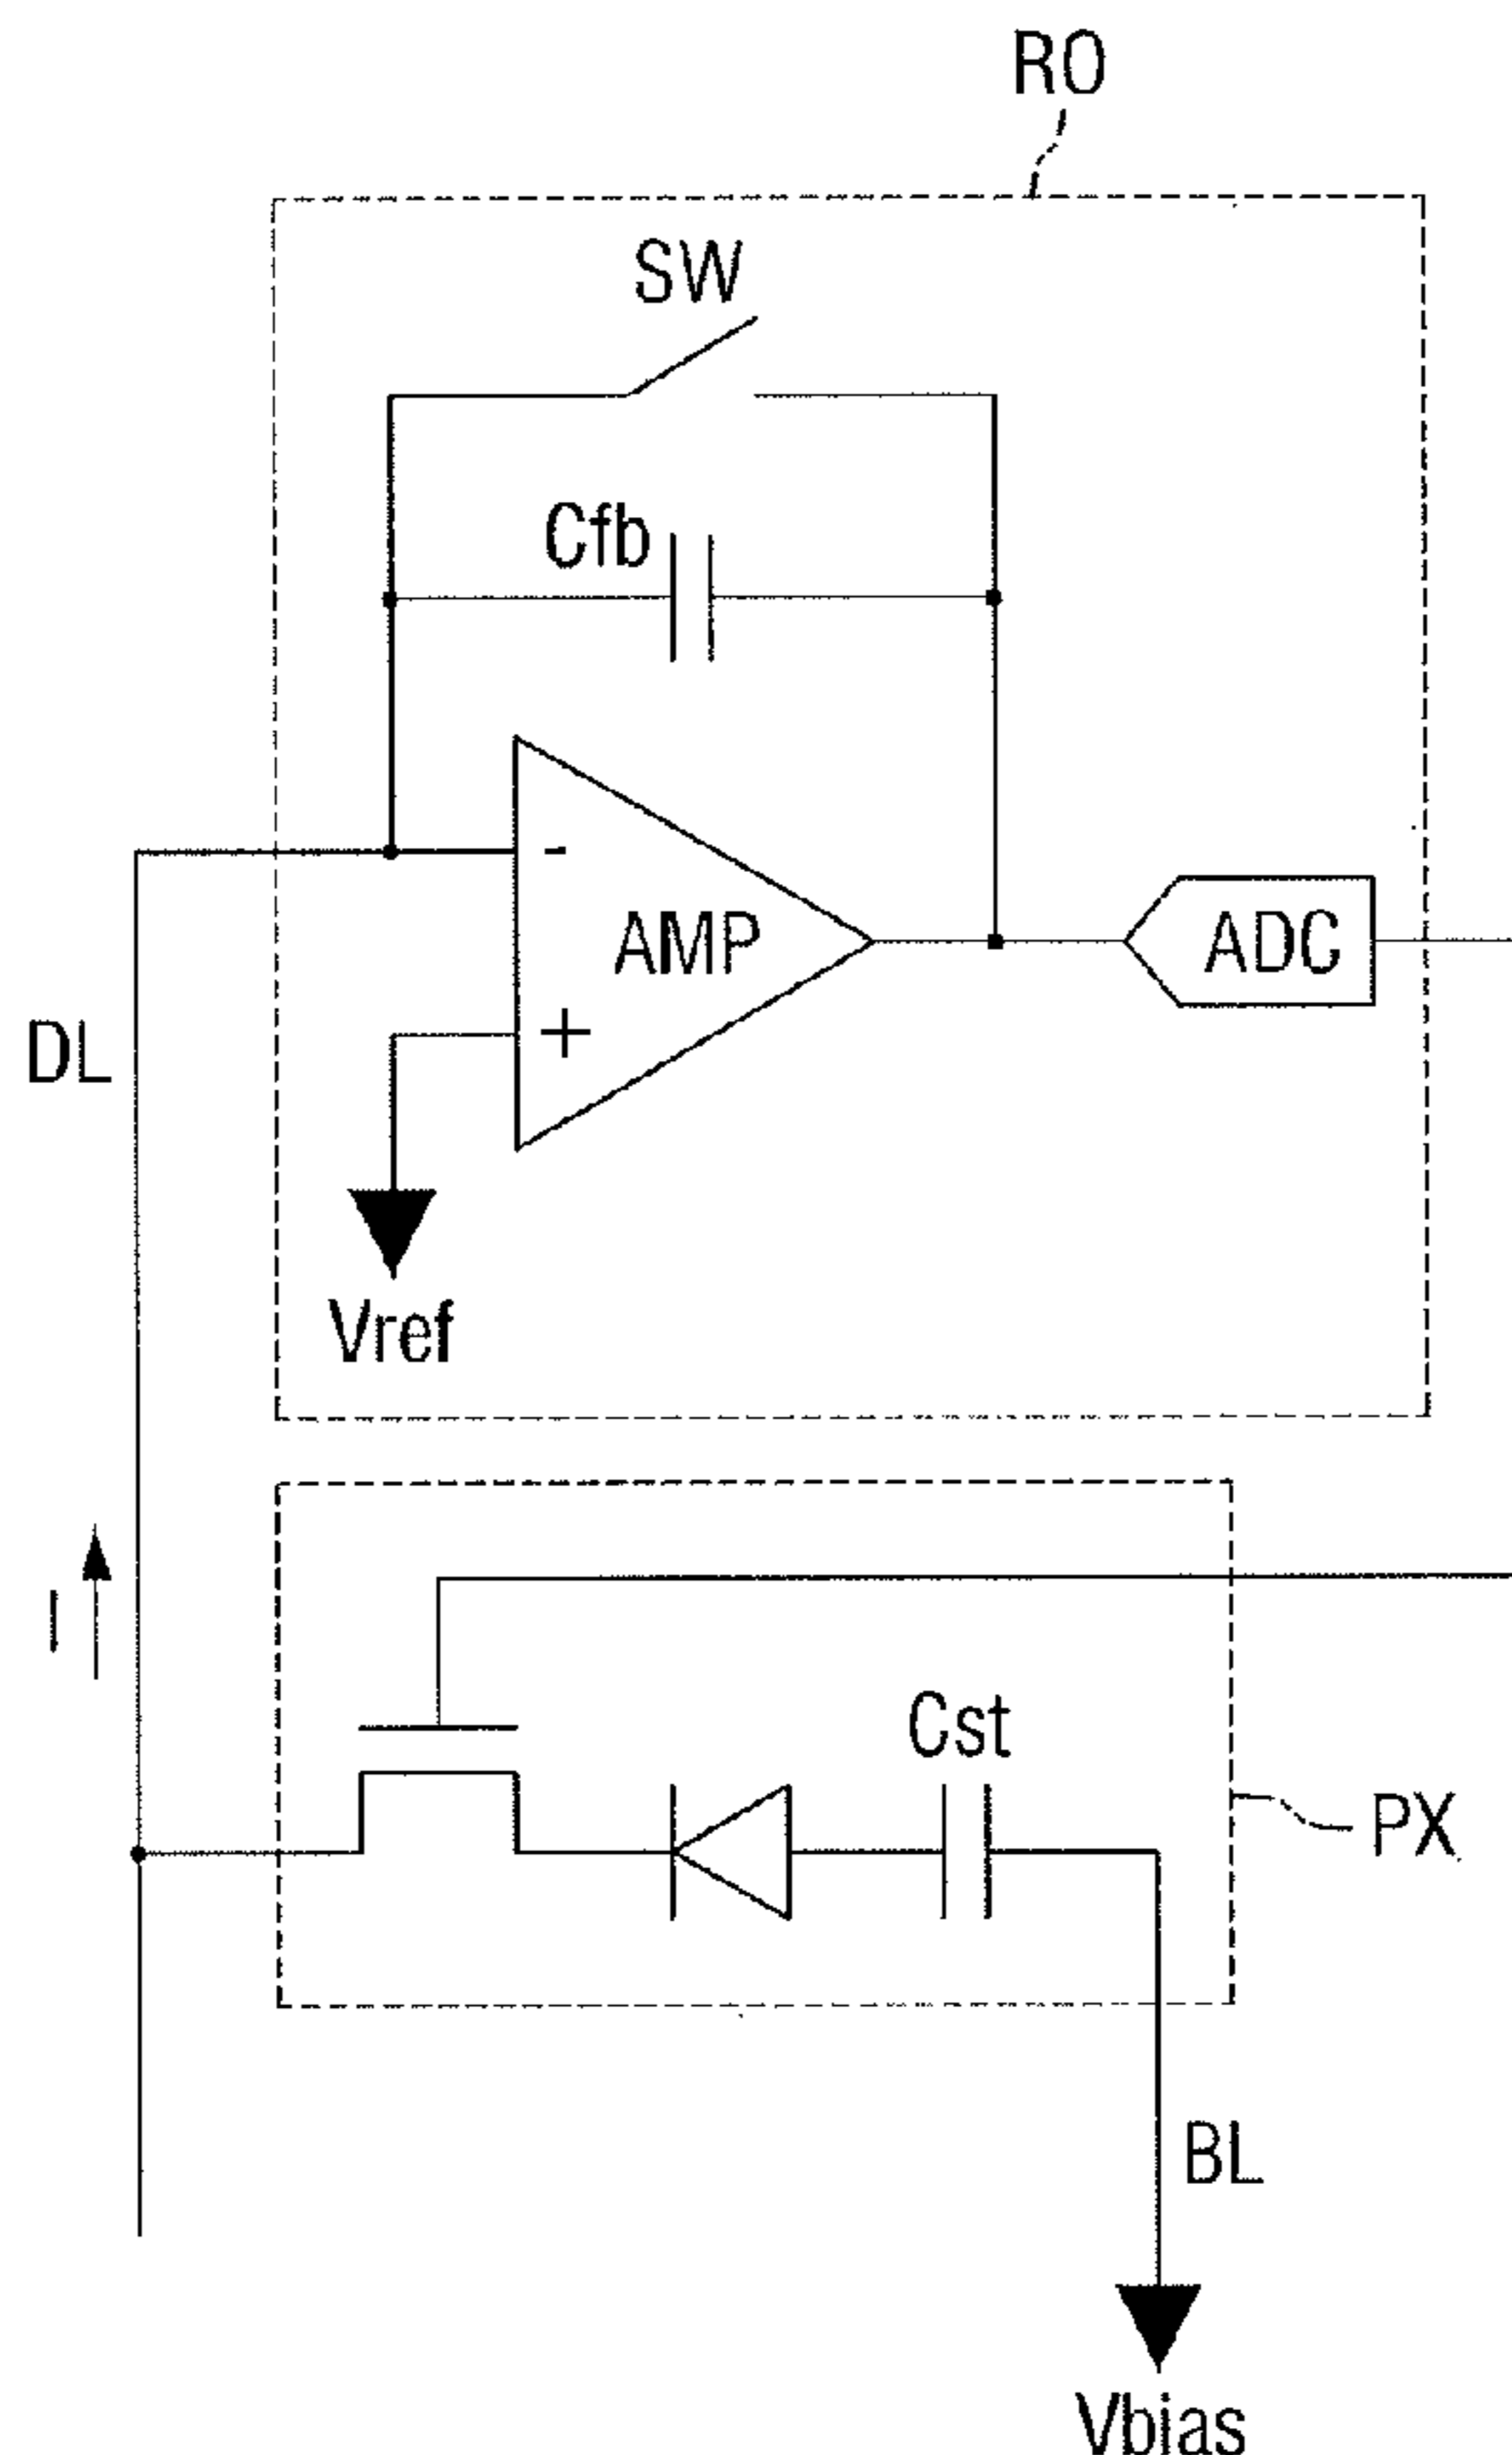 RO
SW
Cfb
-
AMP
ADC
+
DL
Vref
I
Cst
PX
BL
Vbias